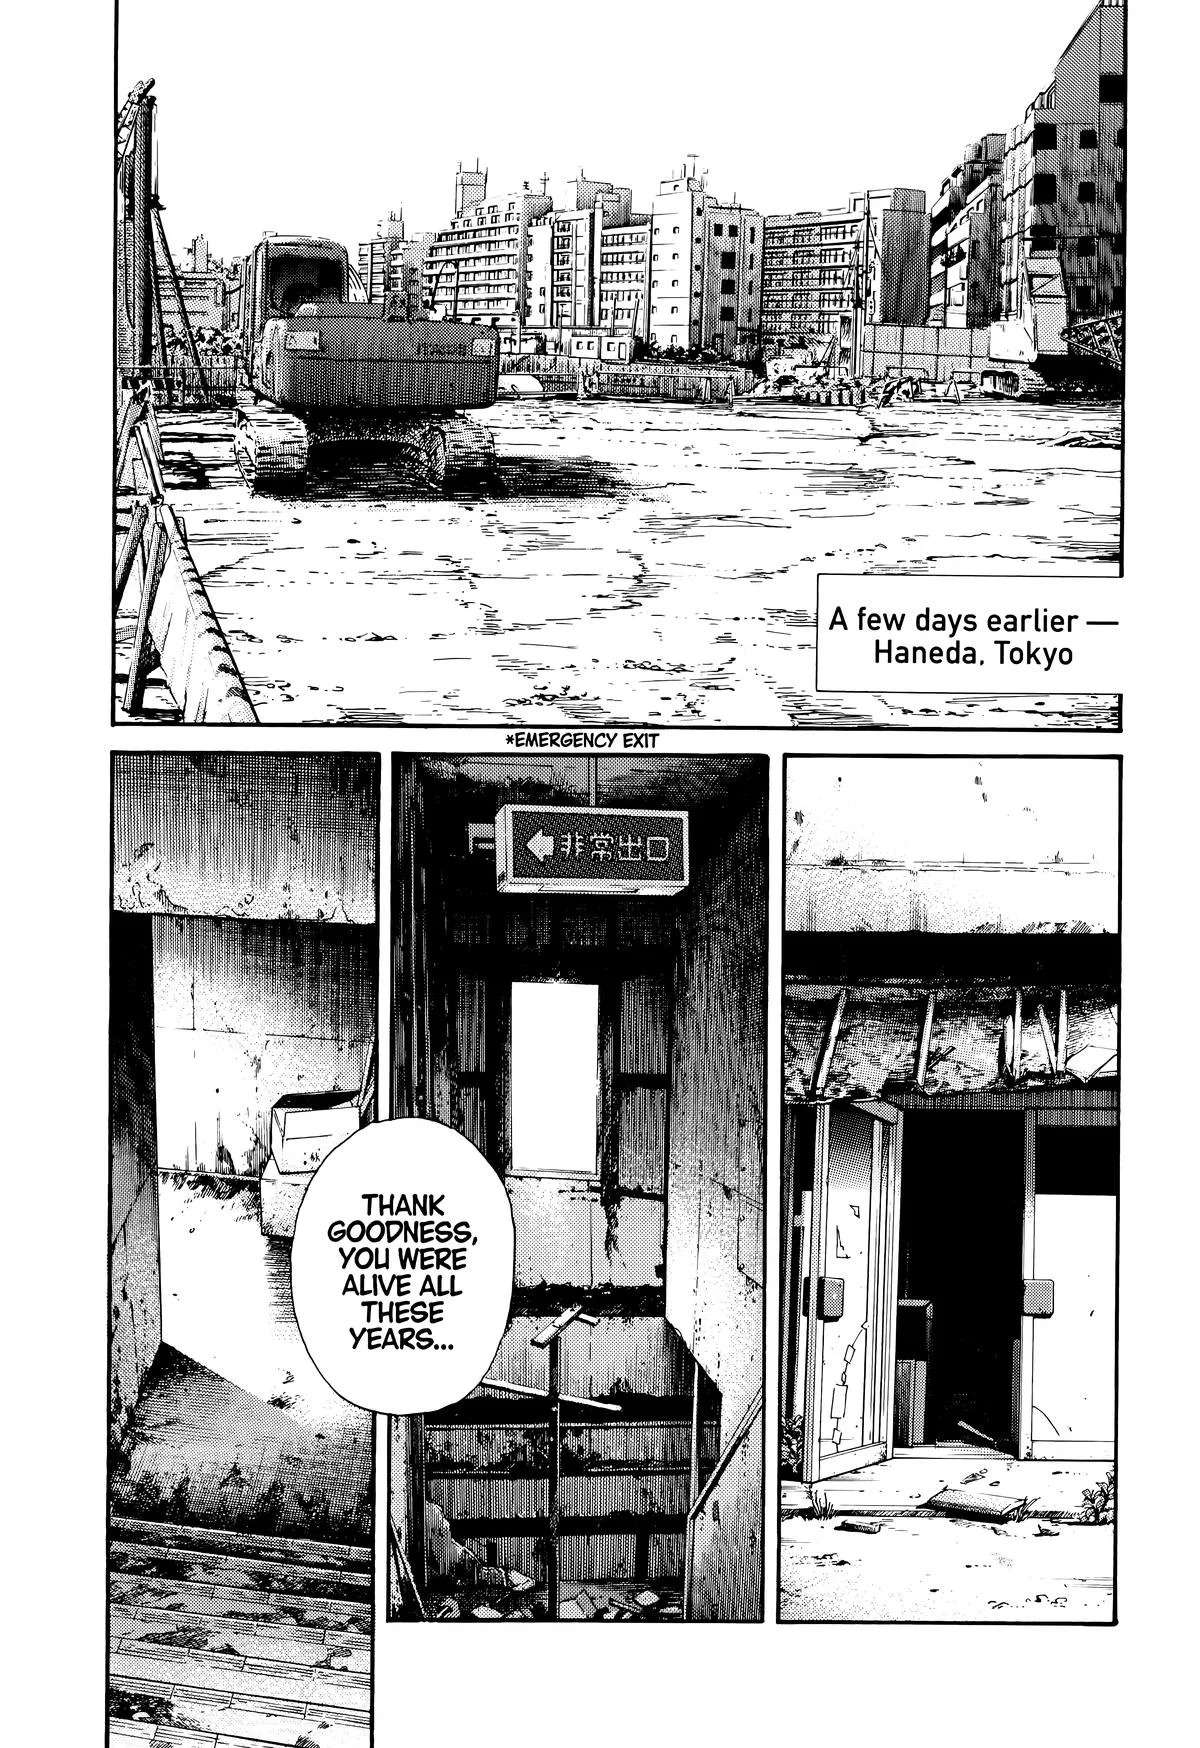 A few days earlier —
Haneda, Tokyo
*EMERGENCY EXIT
非常出口
THANK
GOODNESS,
YOU WERE
ALIVE ALL
THESE
YEARS...